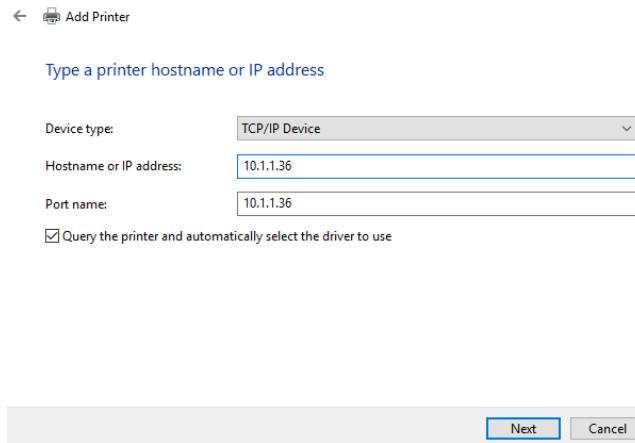 Add Printer
Type a printer hostname or IP address
Device type: TCP/IP Device
Hostname or IP address: 10.1.1.36
Port name: 10.1.1.36
Query the printer and automatically select the driver to use
Next Cancel